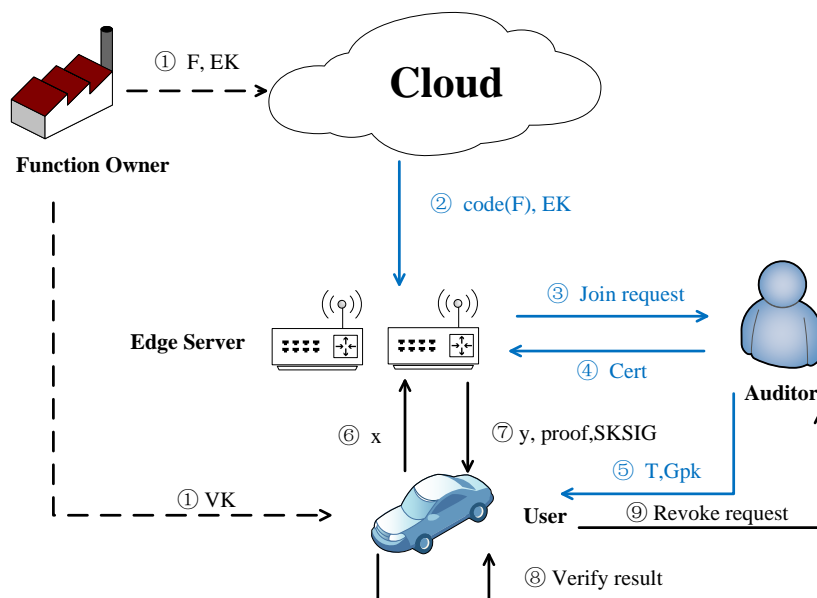 ① F, EK
Cloud
Function Owner
② code(F), EK
③ Join request
Edge Server
④ Cert
Auditor
⑥ x
⑦ y, proof,SKSIG
⑤ T,Gpk
① VK
User
⑨ Revoke request
⑧ Verify result